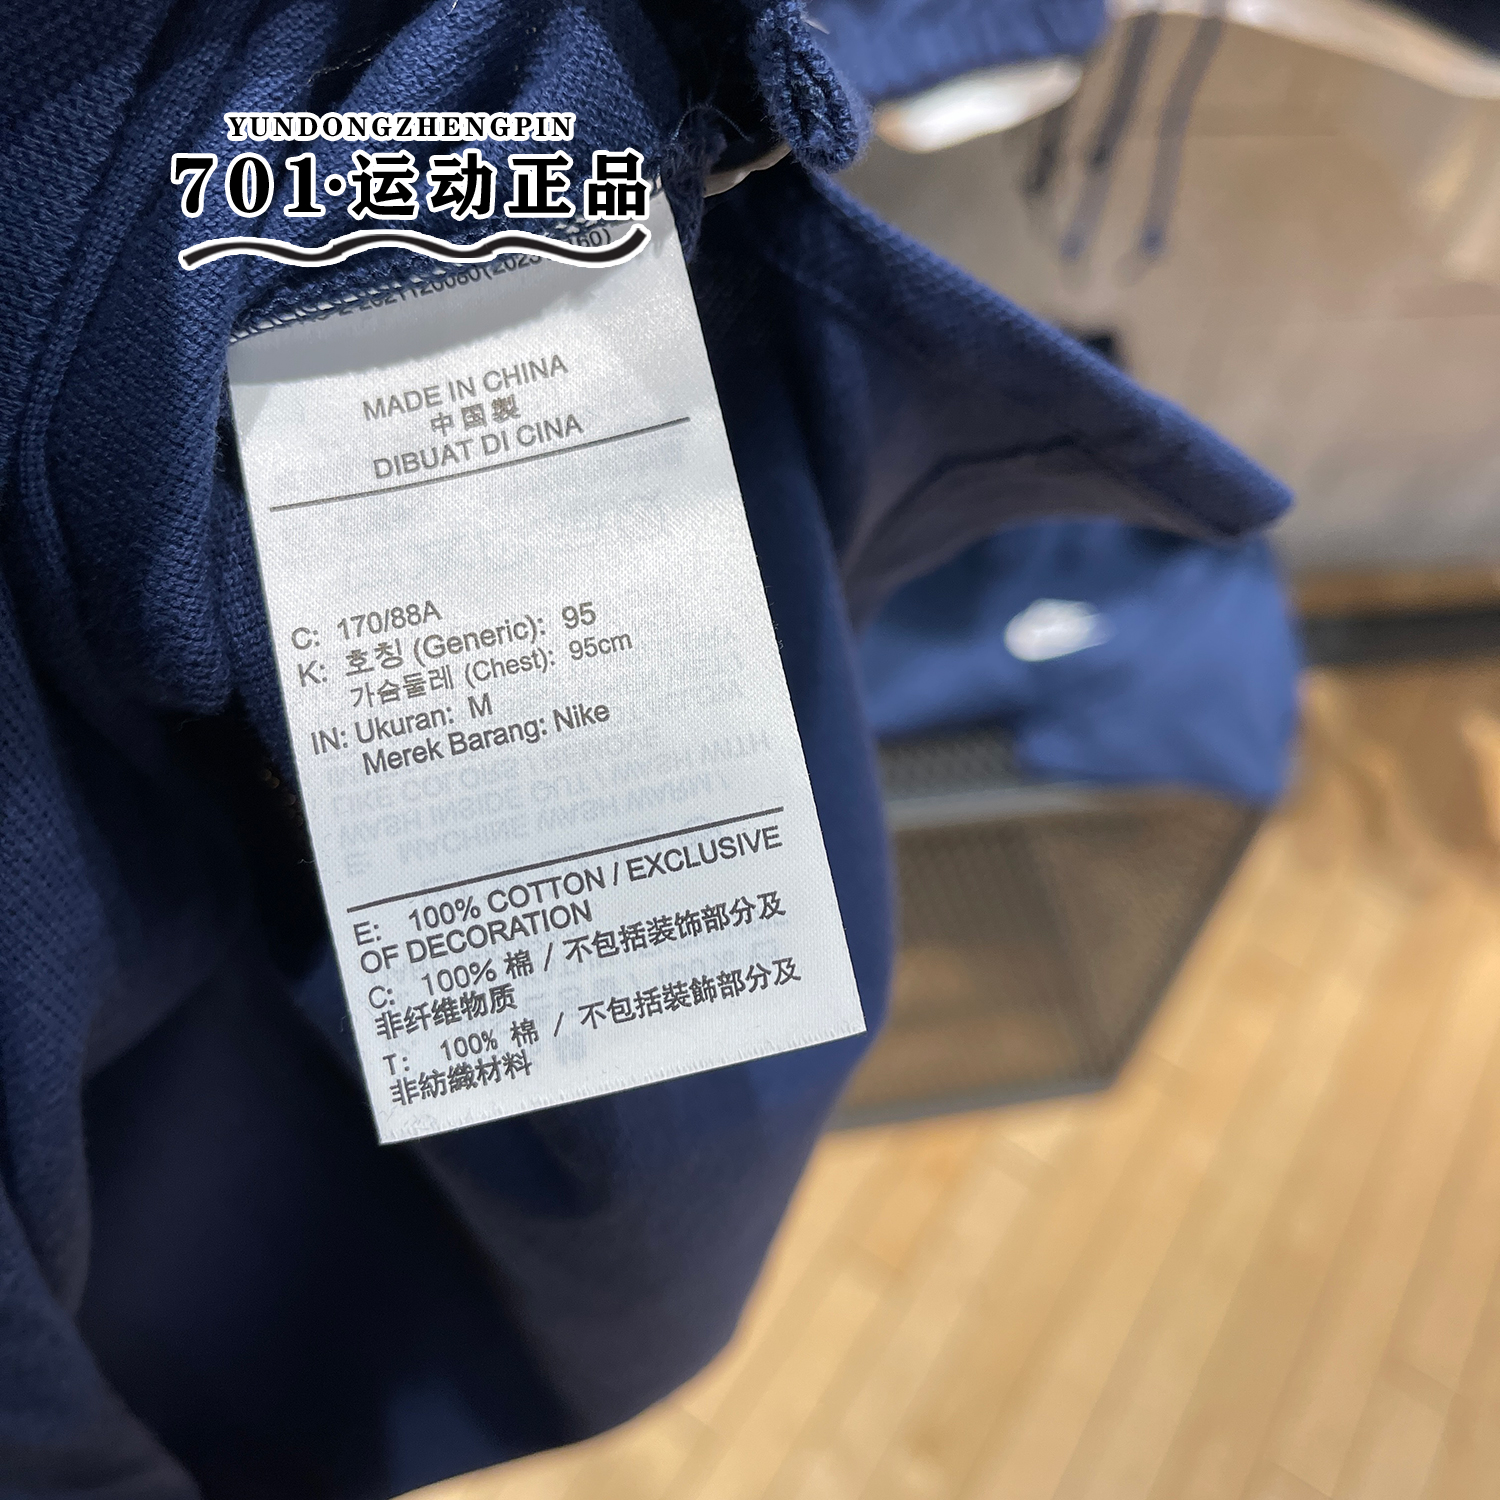 YUNDONGZHENGPIN
701·运动正品
MADE IN CHINA
中国製
DIBUAT DI CINA
C: 170/88A
K: 호칭 (Generic): 95
가슴둘레 (Chest): 95cm
IN: Ukuran: M
Merek Barang: Nike
E: 100% COTTON / EXCLUSIVE
OF DECORATION
C: 100% 棉 / 不包括装饰部分及
非纤维物质
T: 100% 棉 / 不包括裝飾部分及
非紡織材料